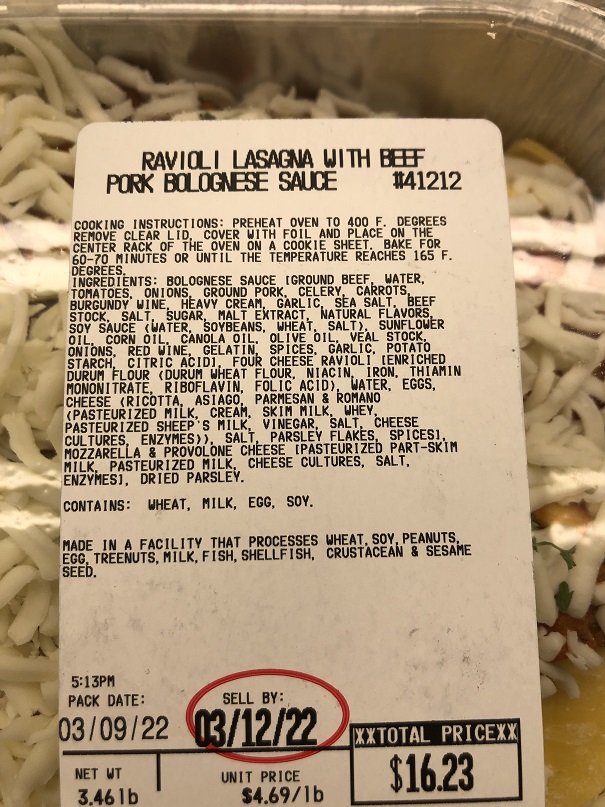 RAVIOLI LASAGNA WITH BEEF
PORK BOLOGNESE SAUCE #41212
COOKING INSTRUCTIONS: PREHEAT OVEN TO 400 F. DEGREES
REMOVE CLEAR LID, COVER WITH FOIL AND PLACE ON THE
CENTER RACK OF THE OVEN ON A COOKIE SHEET. BAKE FOR
60-70 MINUTES OR UNTIL THE TEMPERATURE REACHES 165 F.
DEGREES.
INGREDIENTS: BOLOGNESE SAUCE [GROUND BEEF, WATER,
TOMATOES, ONIONS, GROUND PORK, CELERY, CARROTS,
BURGUNDY WINE, HEAVY CREAM, GARLIC, SEA SALT, BEEF
STOCK, SALT, SUGAR, MALT EXTRACT, NATURAL FLAVORS,
SOY SAUCE (WATER, SOYBEANS, WHEAT, SALT), SUNFLOWER
OIL, CORN OIL, CANOLA OIL, OLIVE OIL, VEAL STOCK,
ONIONS, RED WINE, GELATIN, SPICES, GARLIC, POTATO
STARCH, CITRIC ACID], FOUR CHEESE RAVIOLI [ENRICHED
DURUM FLOUR (DURUM WHEAT FLOUR, NIACIN, IRON, THIAMIN
MONONITRATE, RIBOFLAVIN, FOLIC ACID), WATER, EGGS,
CHEESE (RICOTTA, ASIAGO, PARMESAN & ROMANO
(PASTEURIZED MILK, CREAM, SKIM MILK, WHEY,
PASTEURIZED SHEEP'S MILK, VINEGAR, SALT, CHEESE
CULTURES, ENZYMES)), SALT, PARSLEY FLAKES, SPICES],
MOZZARELLA & PROVOLONE CHEESE [PASTEURIZED PART-SKIM
MILK, PASTEURIZED MILK, CHEESE CULTURES, SALT,
ENZYMES], DRIED PARSLEY.
CONTAINS: WHEAT, MILK, EGG, SOY.
MADE IN A FACILITY THAT PROCESSES WHEAT, SOY, PEANUTS,
EGG, TREENUTS, MILK, FISH, SHELLFISH, CRUSTACEAN & SESAME
SEED.
5:13PM
PACK DATE: SELL BY:
03/09/22 03/12/22
**TOTAL PRICE**
NET WT UNIT PRICE $16.23
3.46lb $4.69/lb